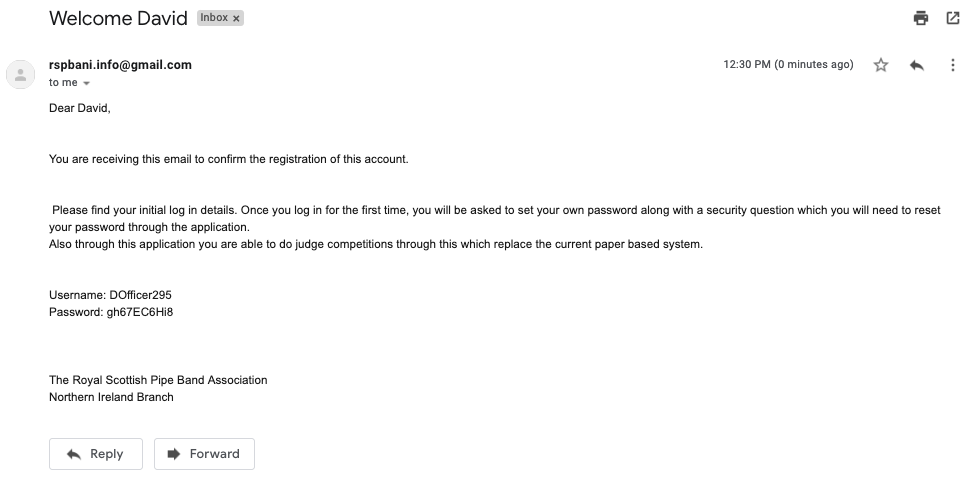 Welcome David Inbox x
rspbani.info@gmail.com 12:30 PM (0 minutes ago)
to me
Dear David,
You are receiving this email to confirm the registration of this account.
Please find your initial log in details. Once you log in for the first time, you will be asked to set your own password along with a security question which you will need to reset
your password through the application.
Also through this application you are able to do judge competitions through this which replace the current paper based system.
Username: DOfficer295
Password: gh67EC6Hi8
The Royal Scottish Pipe Band Association
Northern Ireland Branch
Reply Forward